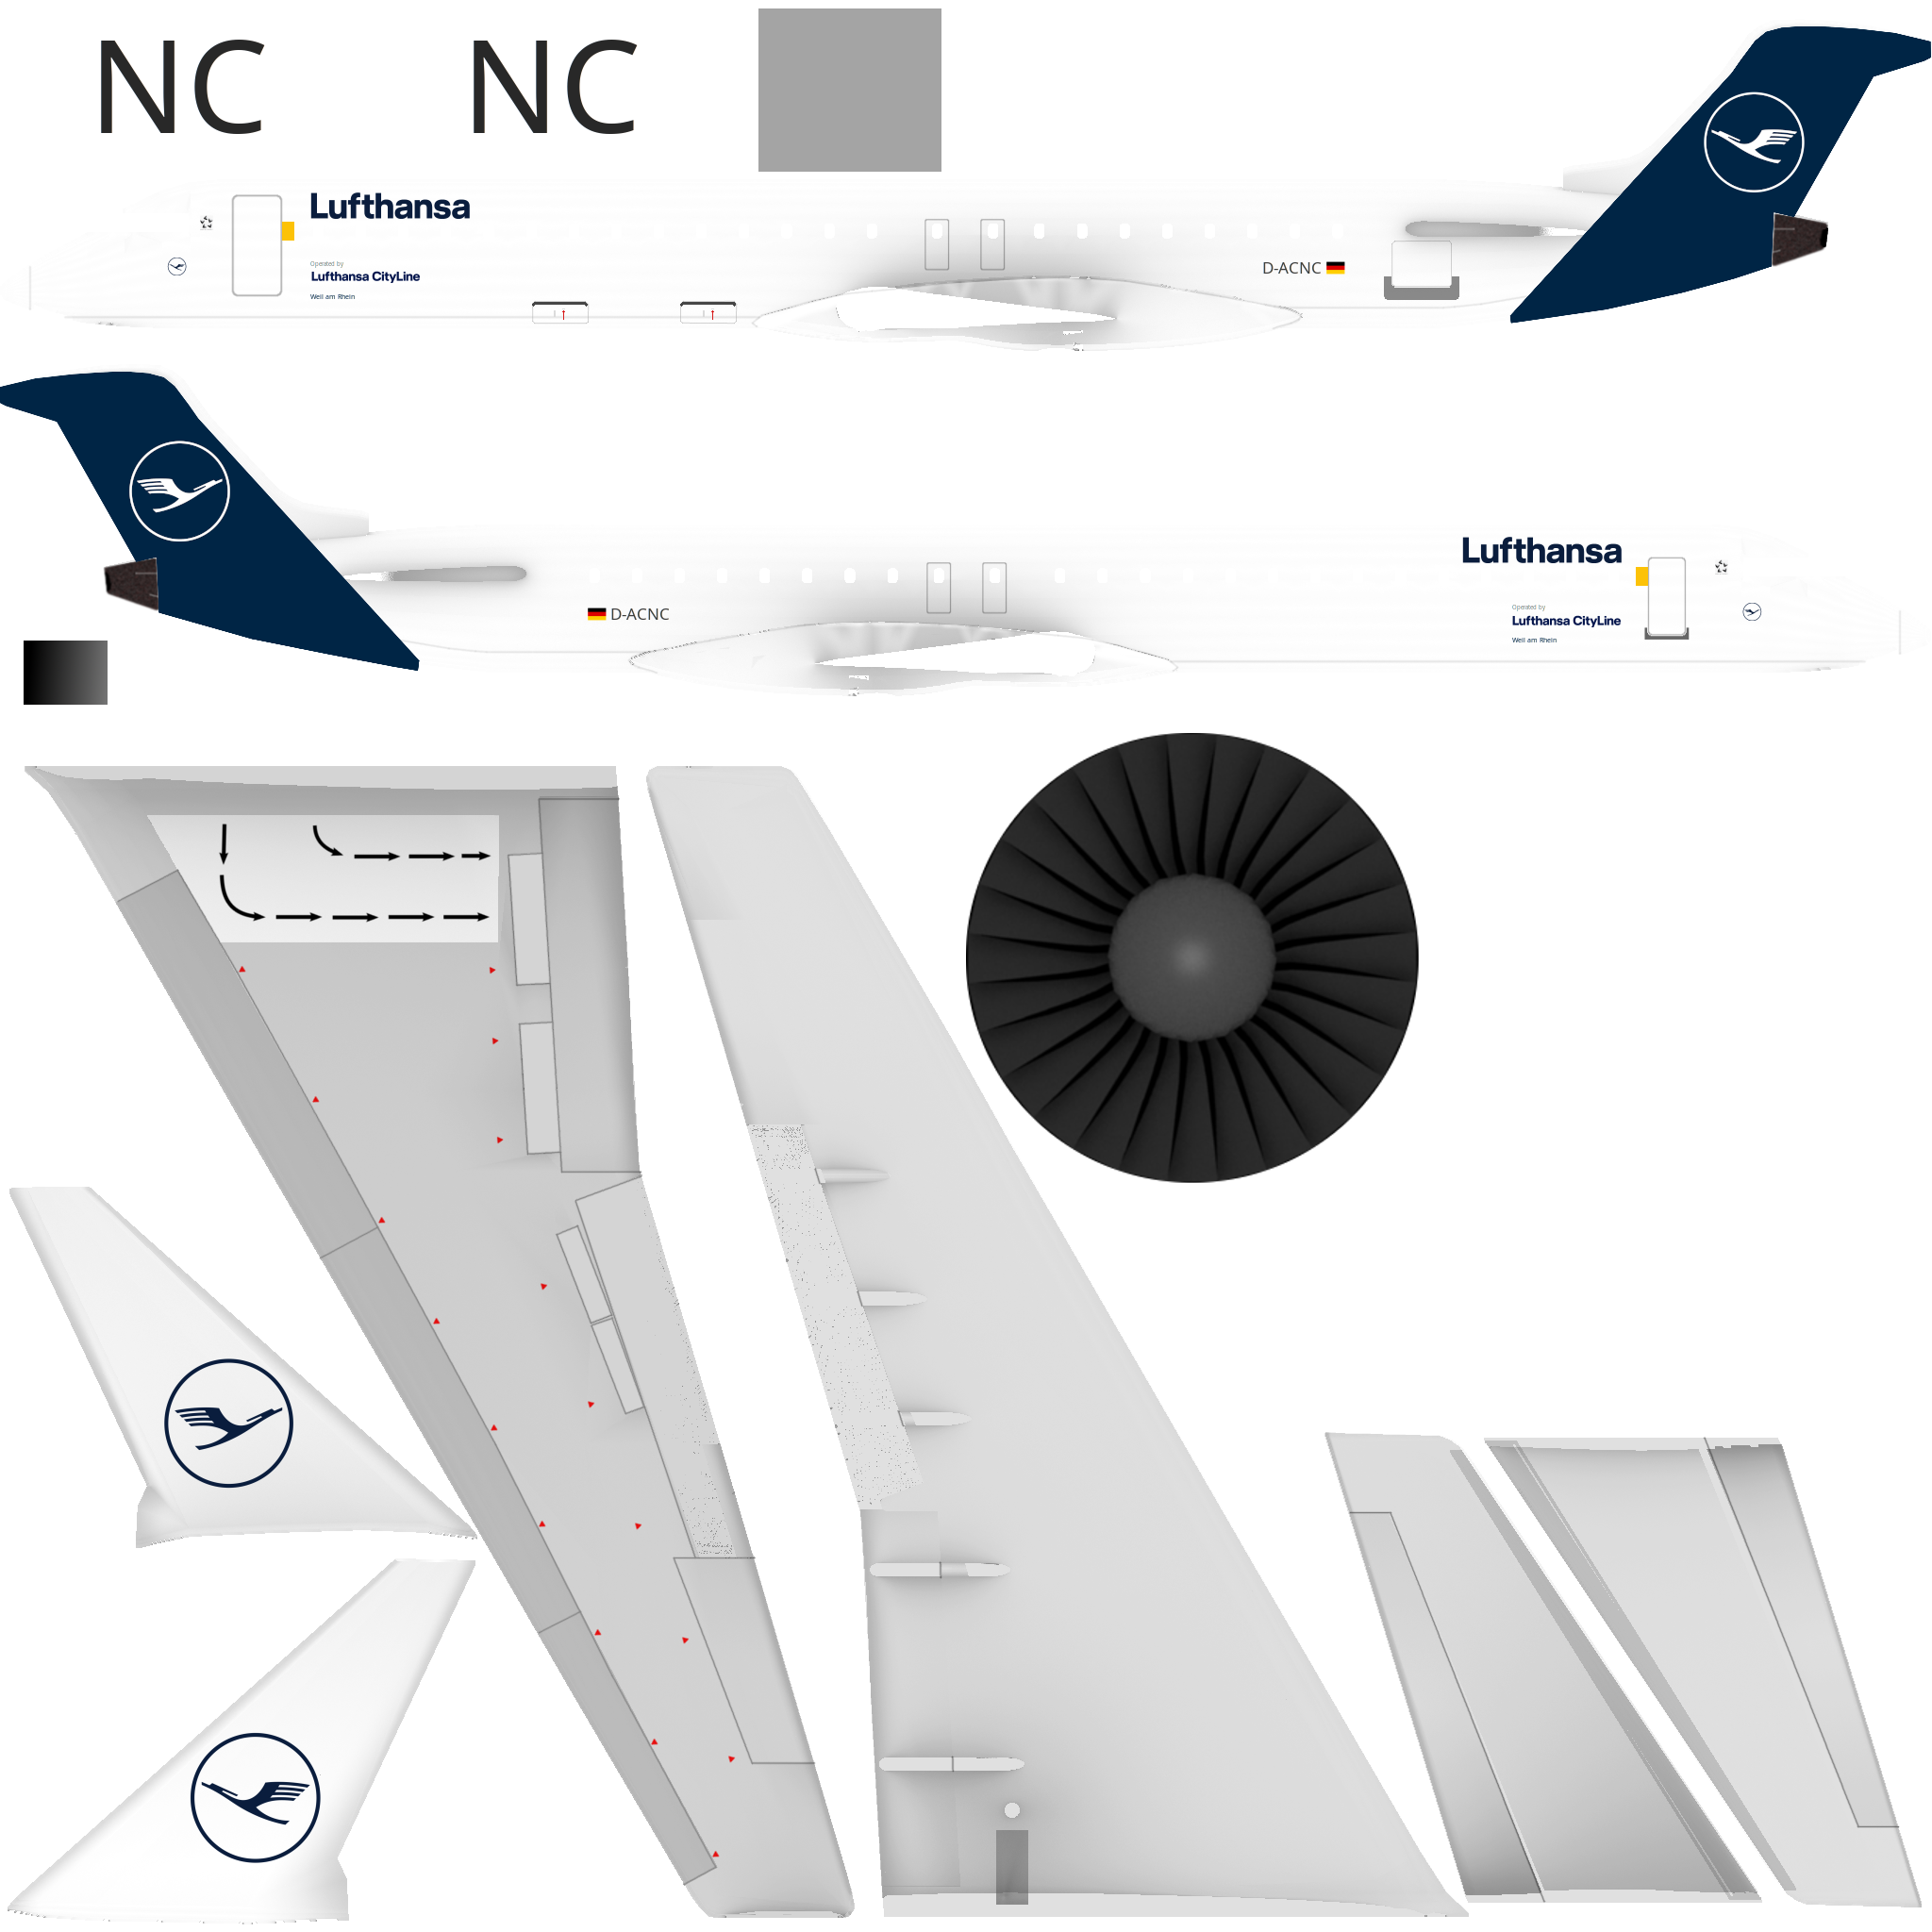 NC NC
Lufthansa
Operated by
Lufthansa CityLine
Weil am Rhein
D-ACNC
Lufthansa
D-ACNC
Operated by
Lufthansa CityLine
Weil am Rhein